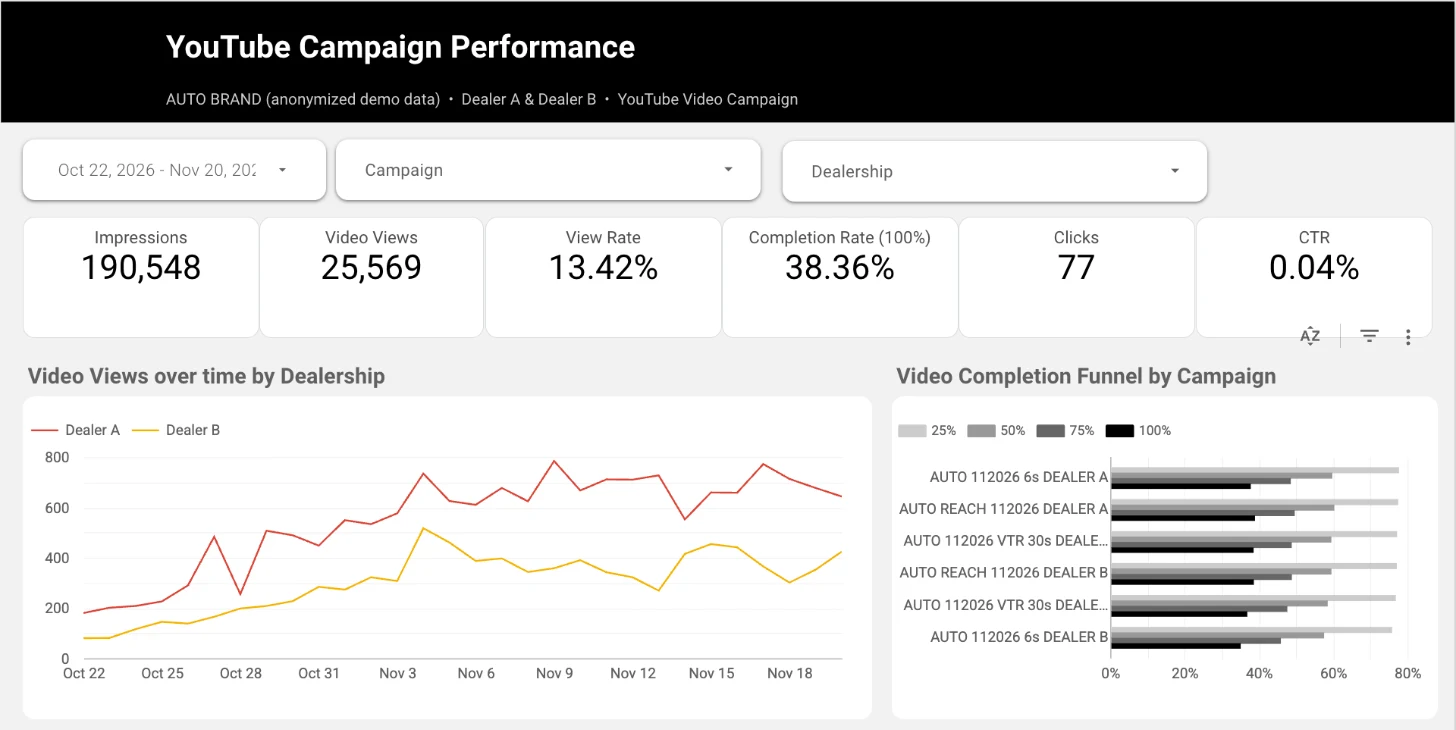 YouTube Campaign Performance
AUTO BRAND (anonymized demo data) • Dealer A & Dealer B • YouTube Video Campaign
Oct 22, 2026 - Nov 20, 202
Campaign
Dealership
Impressions
190,548
Video Views
25,569
View Rate
13.42%
Completion Rate (100%)
38.36%
Clicks
77
CTR
0.04%
AZ
Video Views over time by Dealership
Dealer A
Dealer B
800
600
400
200
0
Oct 22
Oct 25
Oct 28
Oct 31
Nov 3
Nov 6
Nov 9
Nov 12
Nov 15
Nov 18
Video Completion Funnel by Campaign
25%
50%
75%
100%
AUTO 112026 6s DEALER A
AUTO REACH 112026 DEALER A
AUTO 112026 VTR 30s DEALE...
AUTO REACH 112026 DEALER B
AUTO 112026 VTR 30s DEALE...
AUTO 112026 6s DEALER B
0%
20%
40%
60%
80%